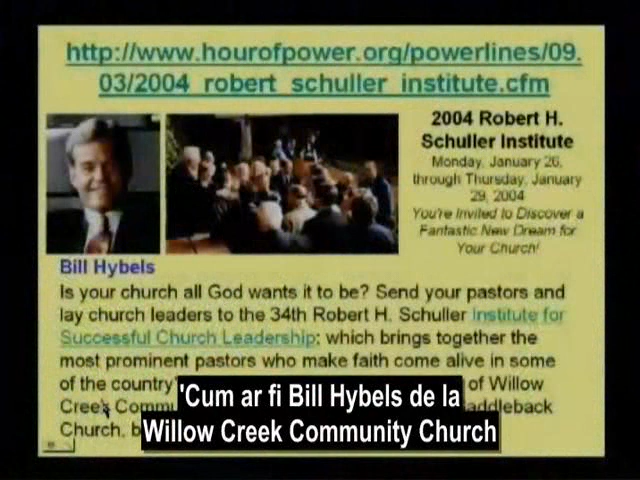 http://www.hourofpower.org/powerlines/09.
03/2004_robert_schuller_institute.cfm
2004 Robert H.
Schuller Institute
Monday, January 26,
through Thursday, January
29, 2004
You're Invited to Discover a
Fantastic New Dream for
Your Church!
Bill Hybels
Is your church all God wants it to be? Send your pastors and
lay church leaders to the 34th Robert H. Schuller Institute for
Successful Church Leadership; which brings together the
most prominent pastors who make faith come alive in some
of the country' of Willow
Creek Commu addleback
Church, b
'Cum ar fi Bill Hybels de la
Willow Creek Community Church